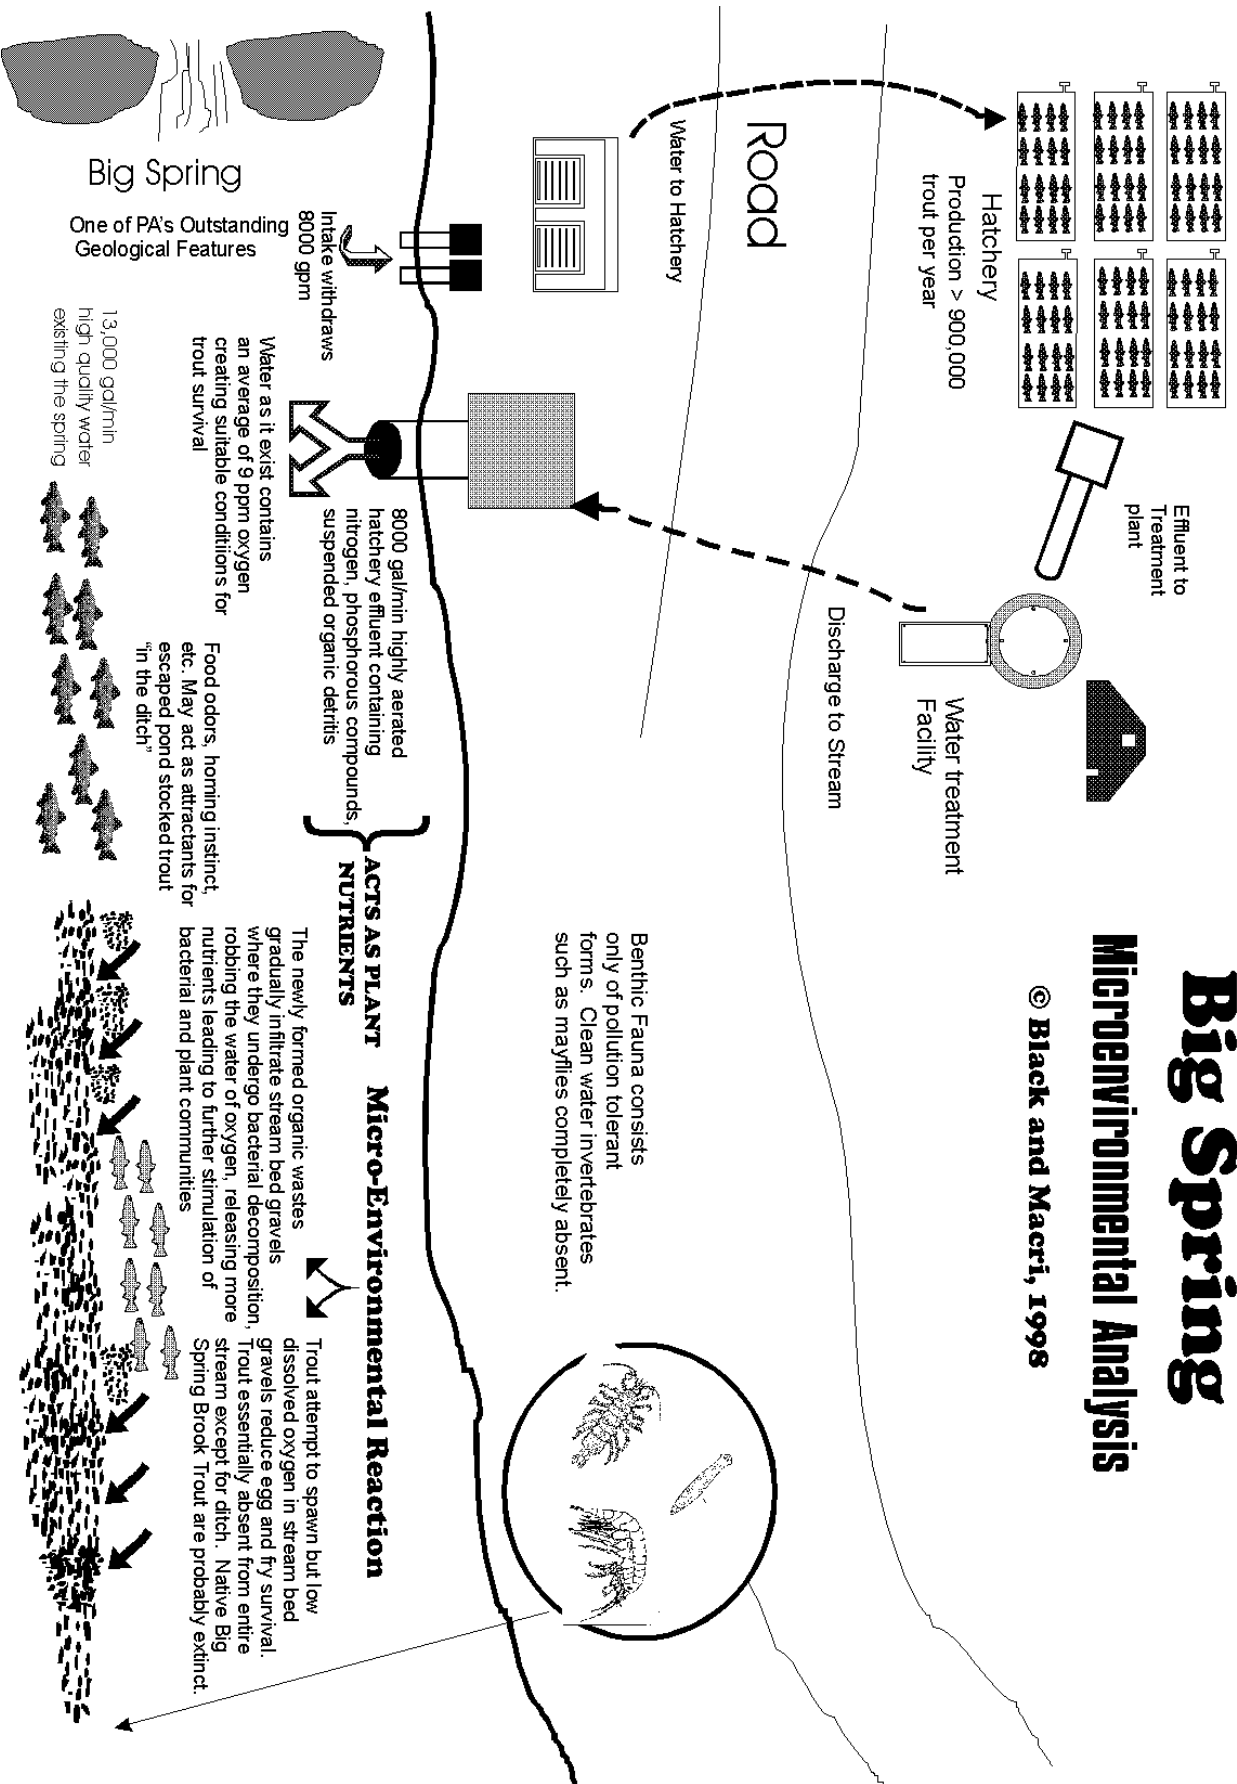 Big Spring
Microenvironmental Analysis
© Black and Macri, 1998
Effluent to
Treatment
plant
Hatchery
Production > 900,000
trout per year
Water treatment
Facility
Road
Discharge to Stream
Water to Hatchery
Benthic Fauna consists
only of pollution tolerant
forms. Clean water invertebrates
such as mayflies completely absent.
Intake withdraws
8000 gpm
8000 gal/min highly aerated
hatchery effluent containing
nitrogen, phosphorous compounds,
suspended organic detritis
ACTS AS PLANT
NUTRIENTS
Micro-Environmental Reaction
Big Spring
One of PA's Outstanding
Geological Features
Water as it exist contains
an average of 9 ppm oxygen
creating suitable conditiions for
trout survival
13,000 gal/min
high quality water
existing the spring
Food odors, homing instinct,
etc. May act as attractants for
escaped pond stocked trout
"in the ditch"
The newly formed organic wastes
gradually infiltrate stream bed gravels
where they undergo bacterial decomposition,
robbing the water of oxygen, releasing more
nutrients leading to further stimulation of
bacterial and plant communities
Trout attempt to spawn but low
dissolved oxygen in stream bed
gravels reduce egg and fry survival.
Trout essentially absent from entire
stream except for ditch. Native Big
Spring Brook Trout are probably extinct.